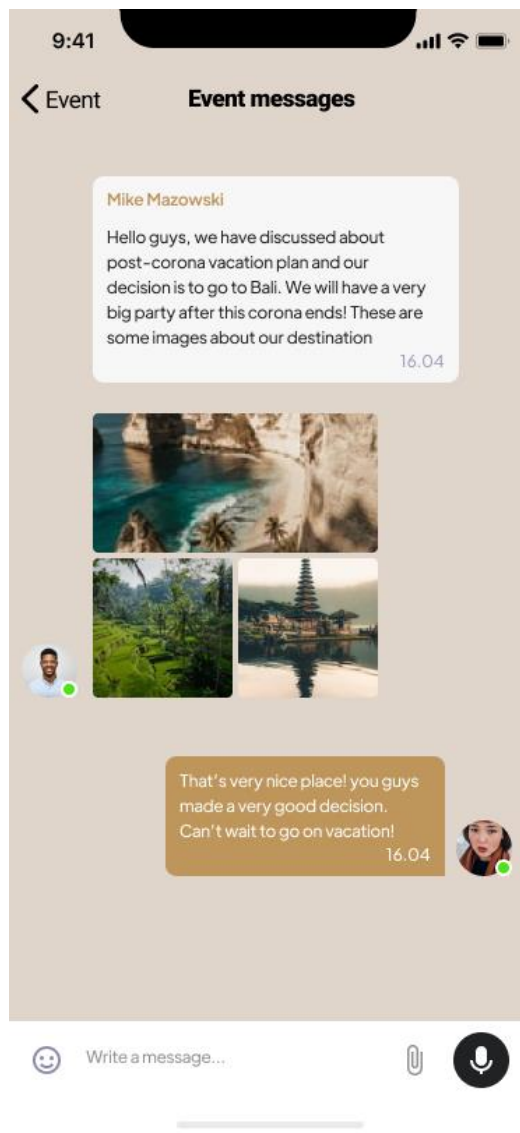 9:41
Event
Event messages
Mike Mazowski
Hello guys, we have discussed about
post-corona vacation plan and our
decision is to go to Bali. We will have a very
big party after this corona ends! These are
some images about our destination
16.04
That's very nice place! you guys
made a very good decision.
Can't wait to go on vacation!
16.04
Write a message...